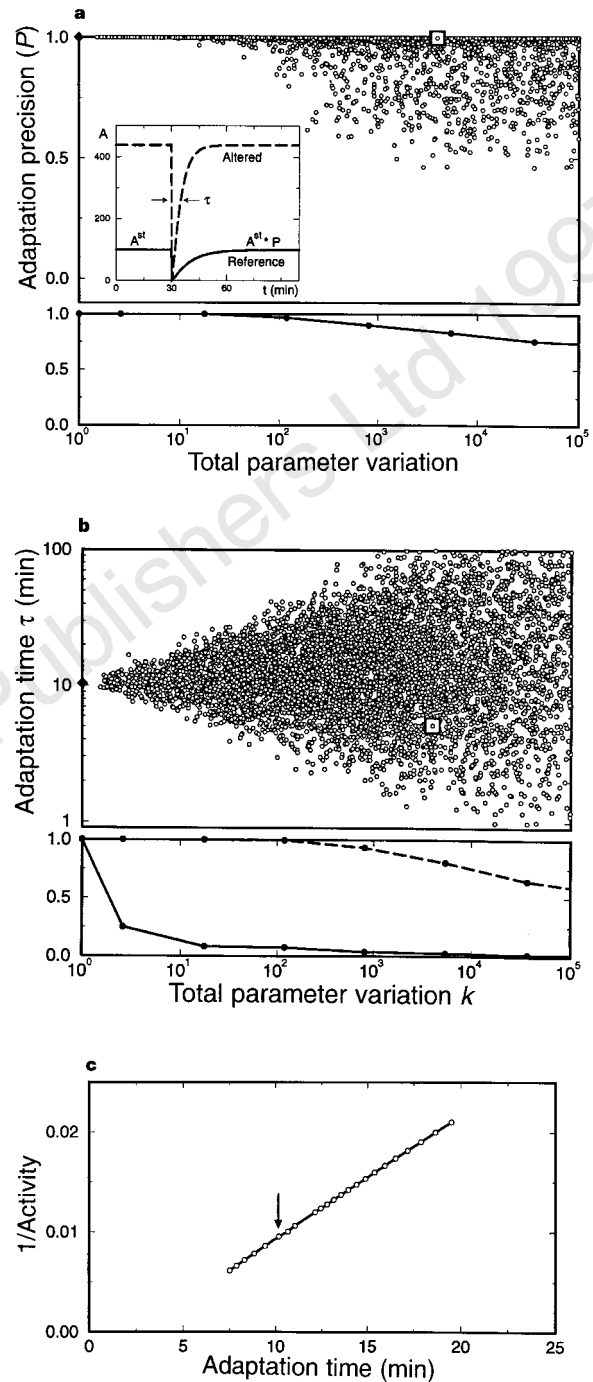 a
Adaptation precision (P)
1.0
0.5
0.0
A
400
200
0
Altered
τ
A^st
A^st * P
Reference
0
30
60
t (min)
1.0
0.5
0.0
10^0
10^1
10^2
10^3
10^4
10^5
Total parameter variation
Publishers Ltd 199
b
Adaptation time τ (min)
100
10
1
1.0
0.5
0.0
10^0
10^1
10^2
10^3
10^4
10^5
Total parameter variation k
c
1/Activity
0.02
0.01
0.00
0
5
10
15
20
25
Adaptation time (min)